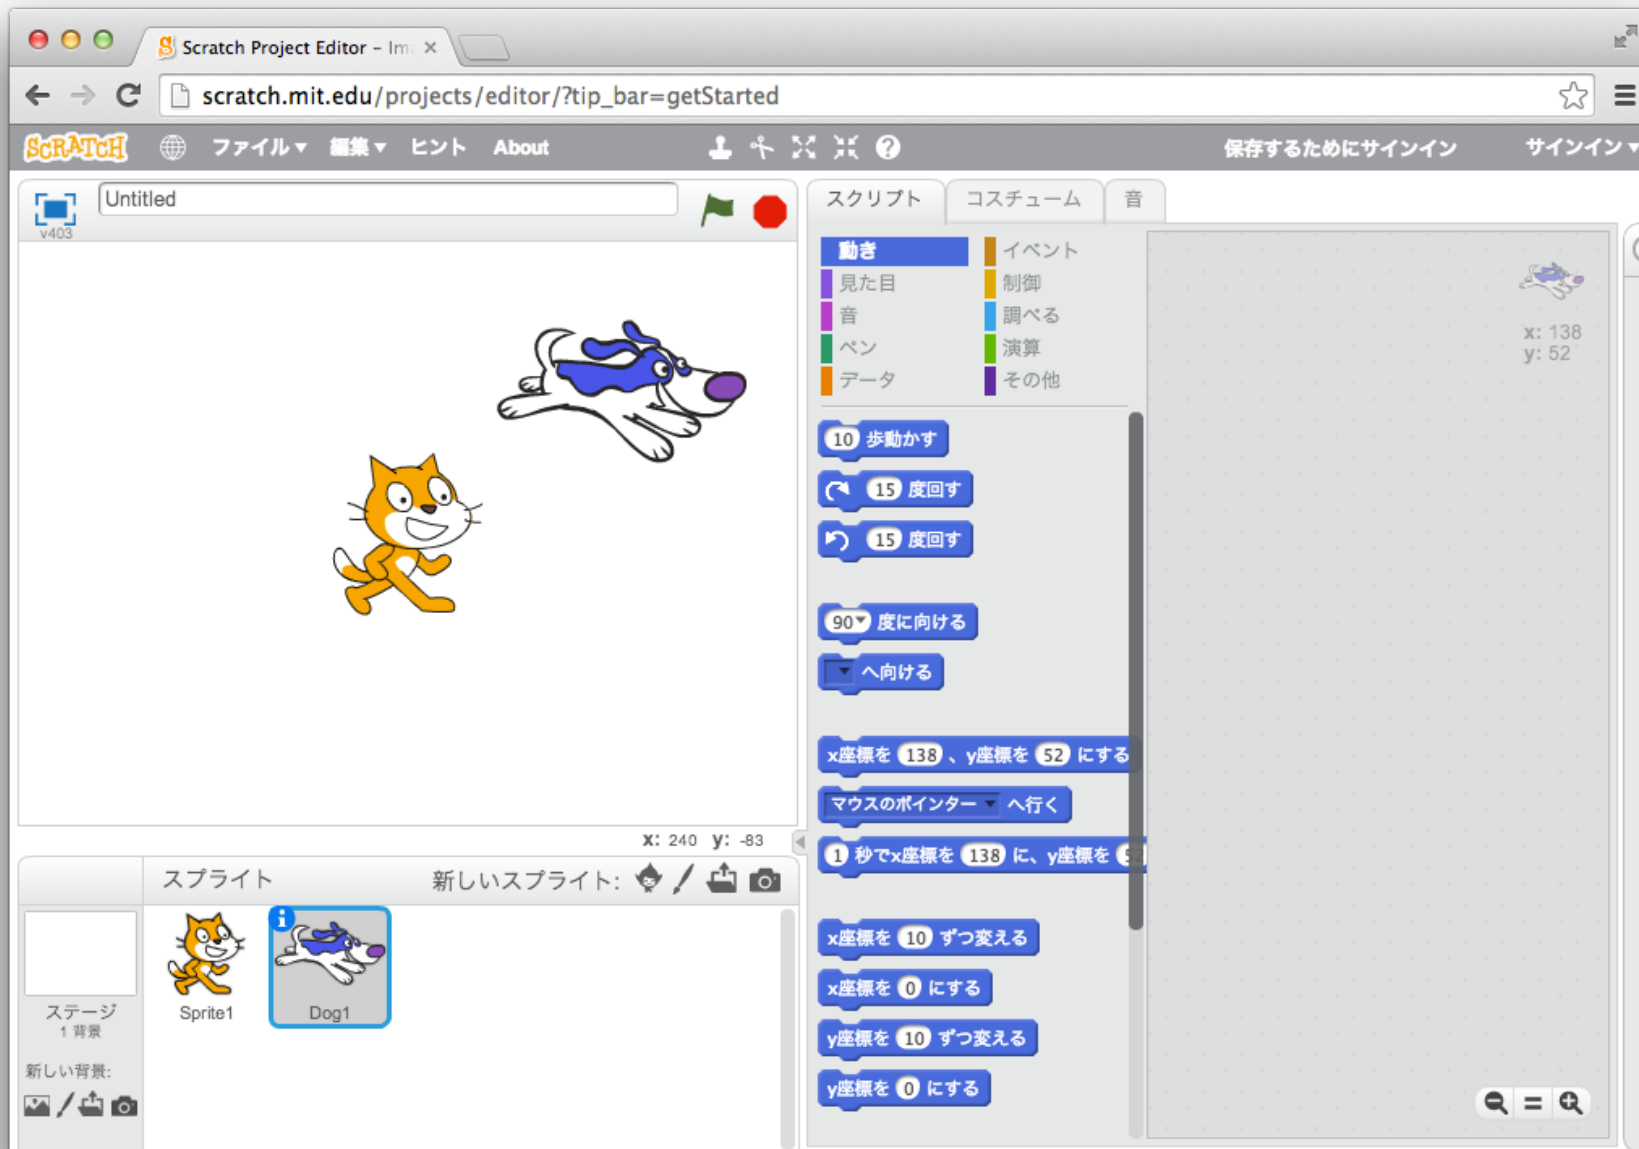 Scratch Project Editor – Ima
scratch.mit.edu/projects/editor/?tip_bar=getStarted
SCRATCH ファイル▼ 編集▼ ヒント About 保存するためにサインイン サインイン▼
Untitled
v403
スクリプト コスチューム 音
動き イベント
見た目 制御
音 調べる
ペン 演算
データ その他
x: 138
y: 52
10 歩動かす
15 度回す
15 度回す
90▼ 度に向ける
へ向ける
x座標を 138 、y座標を 52 にする
マウスのポインター へ行く
1 秒でx座標を 138 に、y座標を 52
x座標を 10 ずつ変える
x座標を 0 にする
y座標を 10 ずつ変える
y座標を 0 にする
x: 240 y: -83
スプライト 新しいスプライト:
Sprite1 Dog1
ステージ
1 背景
新しい背景: